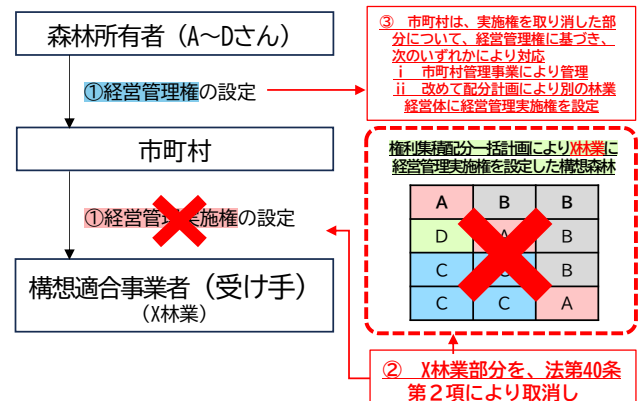 森林所有者（A～Dさん）
①経営管理権の設定
市町村
①経営管理実施権の設定
構想適合事業者（受け手）
（X林業）
③　市町村は、実施権を取り消した部
分について、経営管理権に基づき、
次のいずれかにより対応
ⅰ　市町村管理事業により管理
ⅱ　改めて配分計画により別の林業
経営体に経営管理実施権を設定
権利集積配分一括計画によりX林業に
経営管理実施権を設定した構想森林
A B B
D A B
C B
C C A
②　X林業部分を、法第40条
第２項により取消し